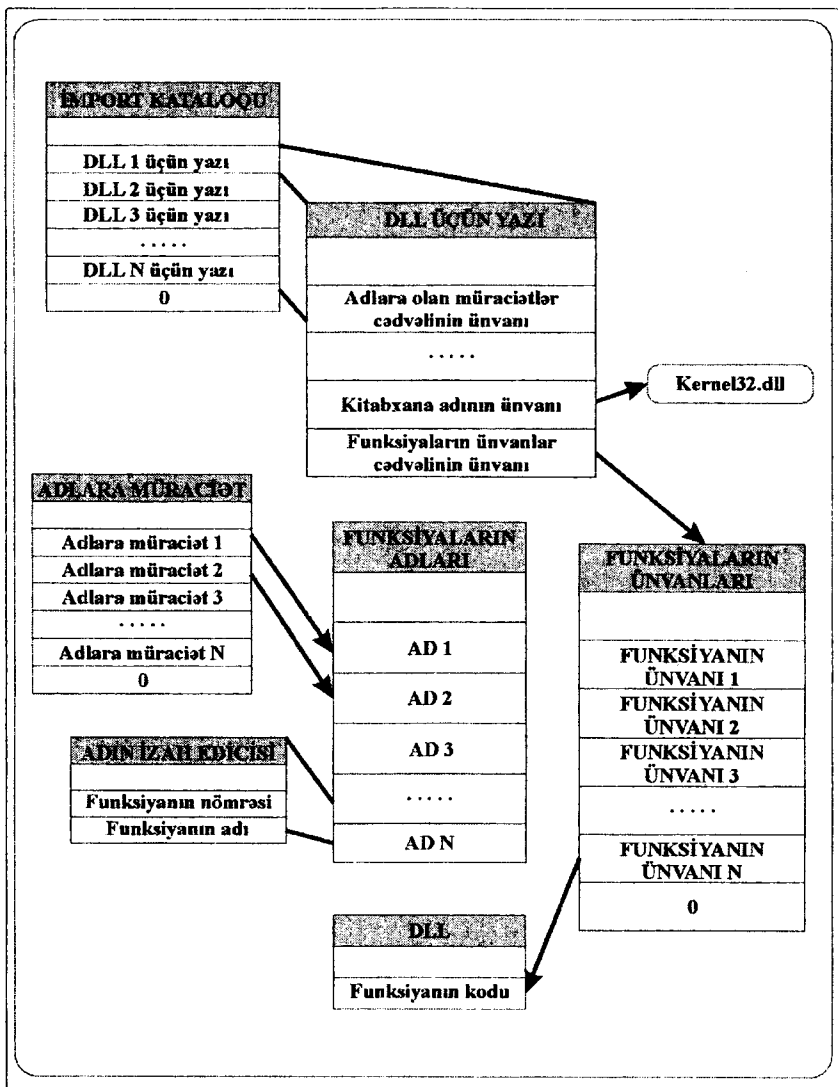 İMPORT KATALOQU
DLL 1 üçün yazı
DLL 2 üçün yazı
DLL 3 üçün yazı
.....
DLL N üçün yazı
0
DLL ÜÇÜN YAZI
Adlara olan müraciətlər
cədvəlinin ünvanı
.....
Kitabxana adının ünvanı
Funksiyaların ünvanlar
cədvəlinin ünvanı
Kernel32.dll
ADLARA MÜRACİƏT
Adlara müraciət 1
Adlara müraciət 2
Adlara müraciət 3
.....
Adlara müraciət N
0
FUNKSİYALARIN
ADLARI
AD 1
AD 2
AD 3
.....
AD N
FUNKSİYALARIN
ÜNVANLARI
FUNKSİYANIN
ÜNVANI 1
FUNKSİYANIN
ÜNVANI 2
FUNKSİYANIN
ÜNVANI 3
.....
FUNKSİYANIN
ÜNVANI N
0
ADIN İZAH EDİCİSİ
Funksiyanın nömrəsi
Funksiyanın adı
DLL
Funksiyanın kodu